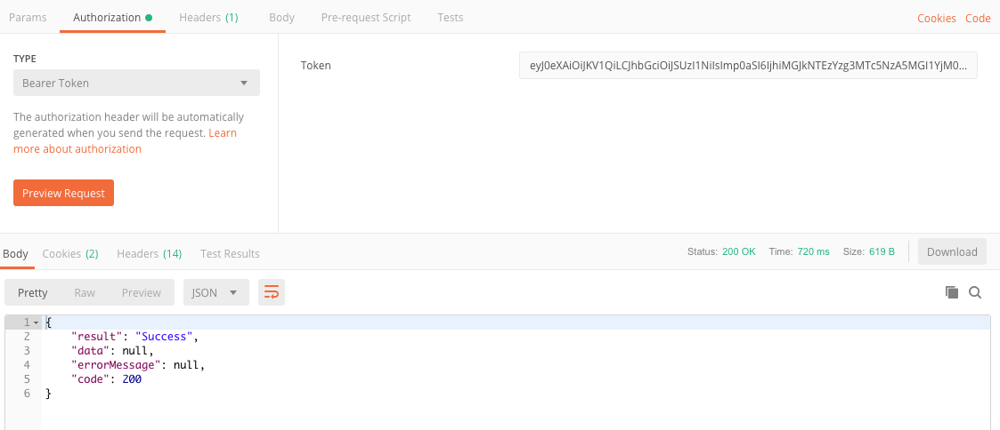 Params Authorization Headers (1) Body Pre-request Script Tests Cookies Code
TYPE
Bearer Token
The authorization header will be automatically
generated when you send the request. Learn
more about authorization
Preview Request
Token eyJ0eXAiOiJKV1QiLCJhbGciOiJSUzI1NiIsImp0aSI6IjhiMGJkNTEzYzg3MTc5NzA5MGI1YjM0...
Body Cookies (2) Headers (14) Test Results Status: 200 OK Time: 720 ms Size: 619 B Download
Pretty Raw Preview JSON
1 {
2 "result": "Success",
3 "data": null,
4 "errorMessage": null,
5 "code": 200
6 }